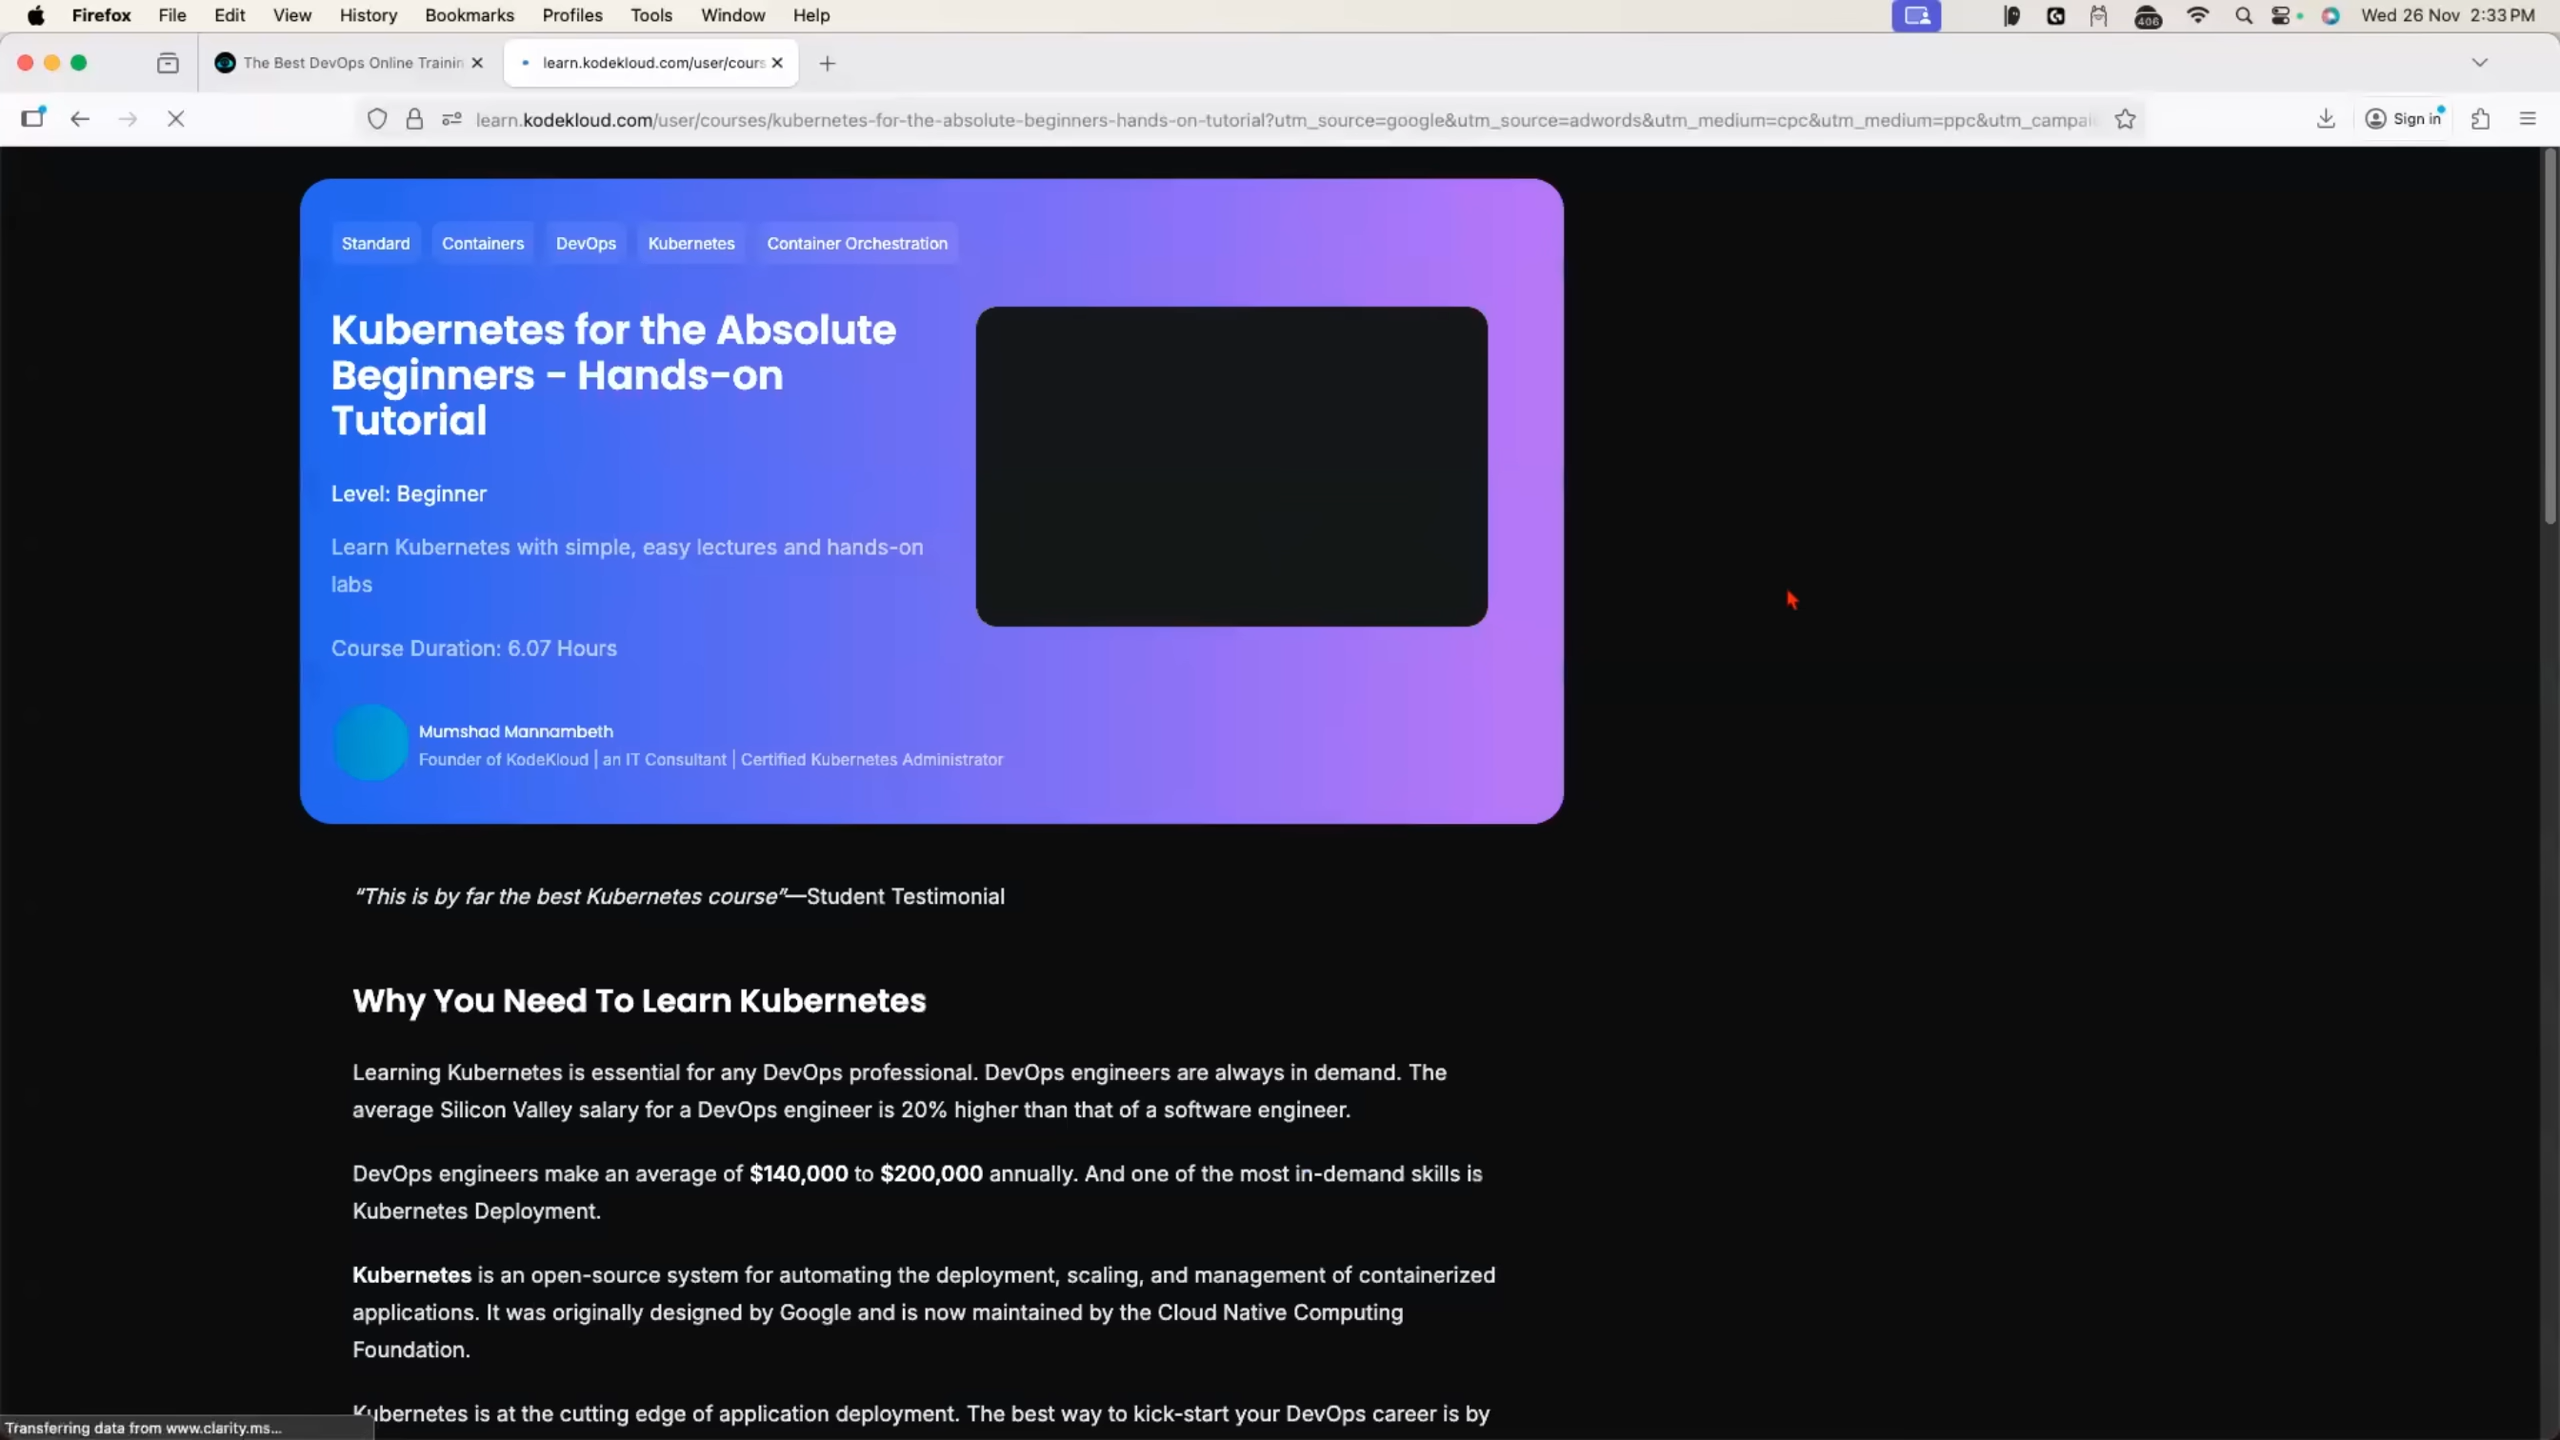 Firefox File Edit View History Bookmarks Profiles Tools Window Help
406
Wed 26 Nov 2:33 PM
The Best DevOps Online Trainin
learn.kodekloud.com/user/cours
learn.kodekloud.com/user/courses/kubernetes-for-the-absolute-beginners-hands-on-tutorial?utm_source=google&utm_source=adwords&utm_medium=cpc&utm_medium=ppc&utm_campai
Sign in
Standard Containers DevOps Kubernetes Container Orchestration
Kubernetes for the Absolute
Beginners - Hands-on
Tutorial
Level: Beginner
Learn Kubernetes with simple, easy lectures and hands-on
labs
Course Duration: 6.07 Hours
Mumshad Mannambeth
Founder of KodeKloud | an IT Consultant | Certified Kubernetes Administrator
“This is by far the best Kubernetes course”—Student Testimonial
Why You Need To Learn Kubernetes
Learning Kubernetes is essential for any DevOps professional. DevOps engineers are always in demand. The
average Silicon Valley salary for a DevOps engineer is 20% higher than that of a software engineer.
DevOps engineers make an average of $140,000 to $200,000 annually. And one of the most in-demand skills is
Kubernetes Deployment.
Kubernetes is an open-source system for automating the deployment, scaling, and management of containerized
applications. It was originally designed by Google and is now maintained by the Cloud Native Computing
Foundation.
Kubernetes is at the cutting edge of application deployment. The best way to kick-start your DevOps career is by
Transferring data from www.clarity.ms...